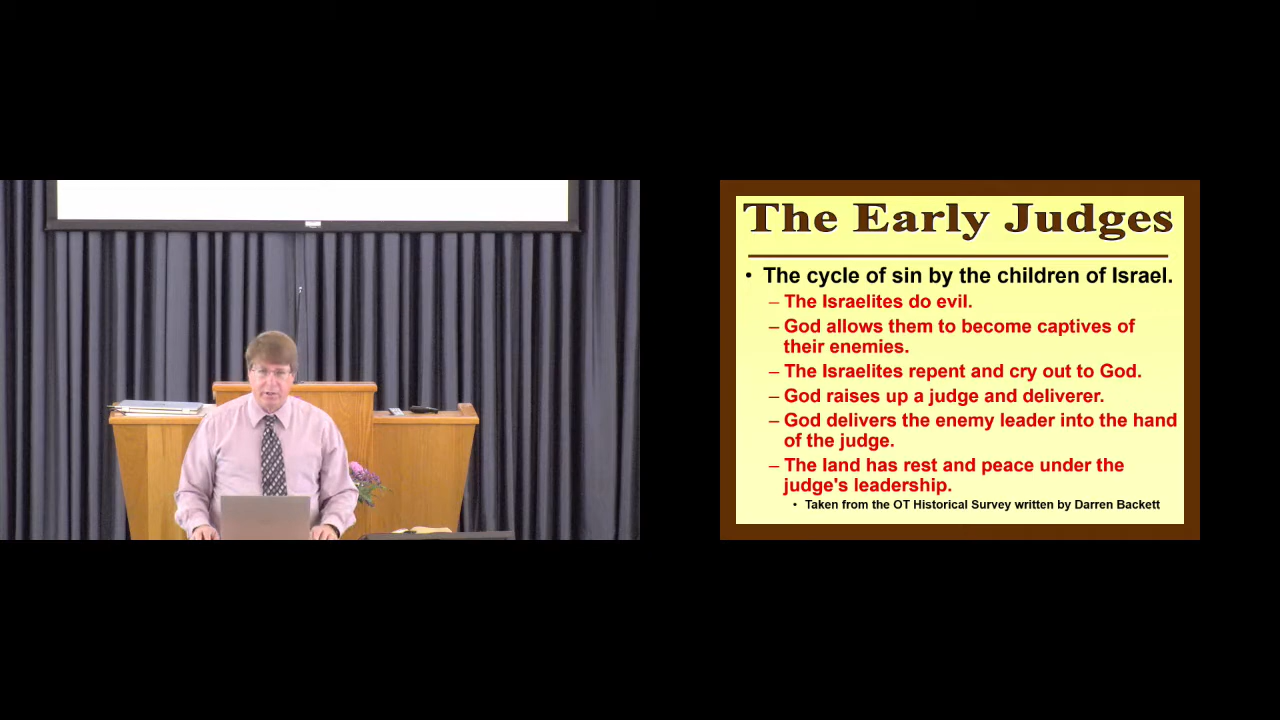 The Early Judges
• The cycle of sin by the children of Israel.
– The Israelites do evil.
– God allows them to become captives of
their enemies.
– The Israelites repent and cry out to God.
– God raises up a judge and deliverer.
– God delivers the enemy leader into the hand
of the judge.
– The land has rest and peace under the
judge's leadership.
• Taken from the OT Historical Survey written by Darren Backett